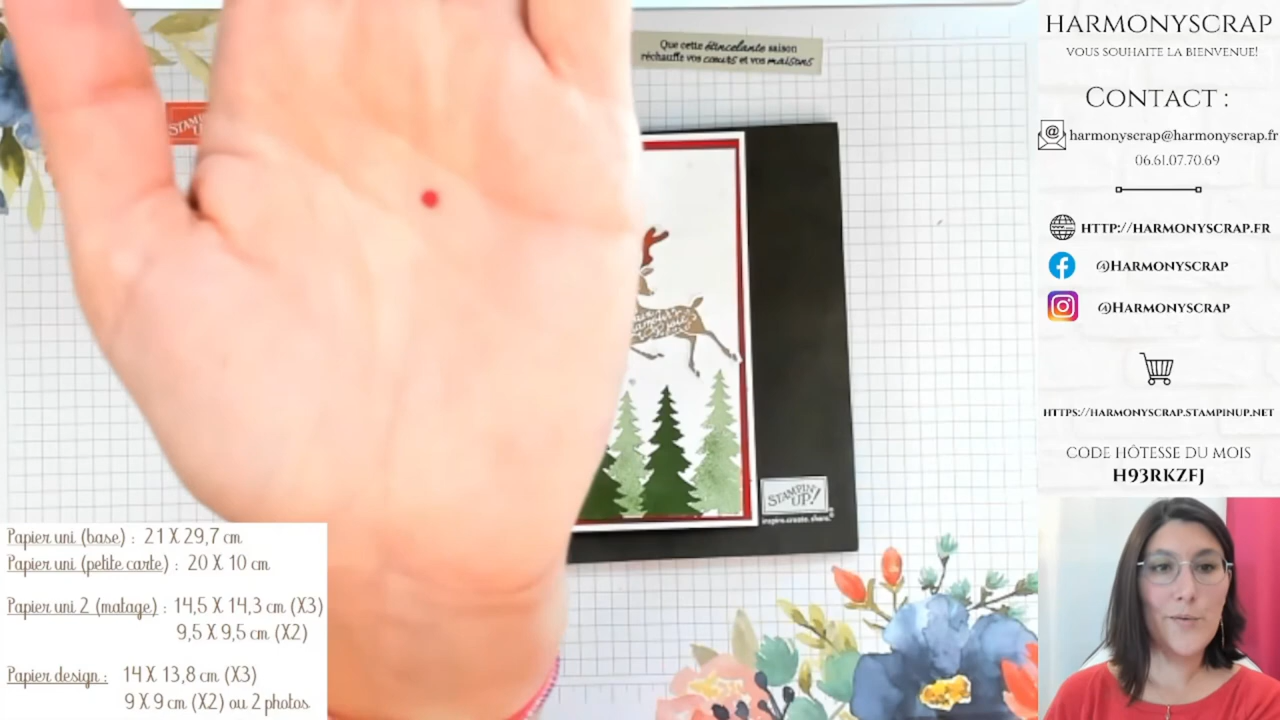 Que cette étincelante saison
réchauffe vos cœurs et vos maisons
STAMPIN'
UP!
inspire.create.share.
Papier uni (base) : 21 X 29,7 cm
Papier uni (petite carte) : 20 X 10 cm
Papier uni 2 (matage) : 14,5 X 14,3 cm (X3)
9,5 X 9,5 cm (X2)
Papier design : 14 X 13,8 cm (X3)
9 X 9 cm (X2) ou 2 photos
HARMONYSCRAP
VOUS SOUHAITE LA BIENVENUE!
CONTACT :
harmonyscrap@harmonyscrap.fr
06.61.07.70.69
HTTP://HARMONYSCRAP.FR
@HARMONYSCRAP
@HARMONYSCRAP
HTTPS://HARMONYSCRAP.STAMPINUP.NET
CODE HÔTESSE DU MOIS
H93RKZFJ